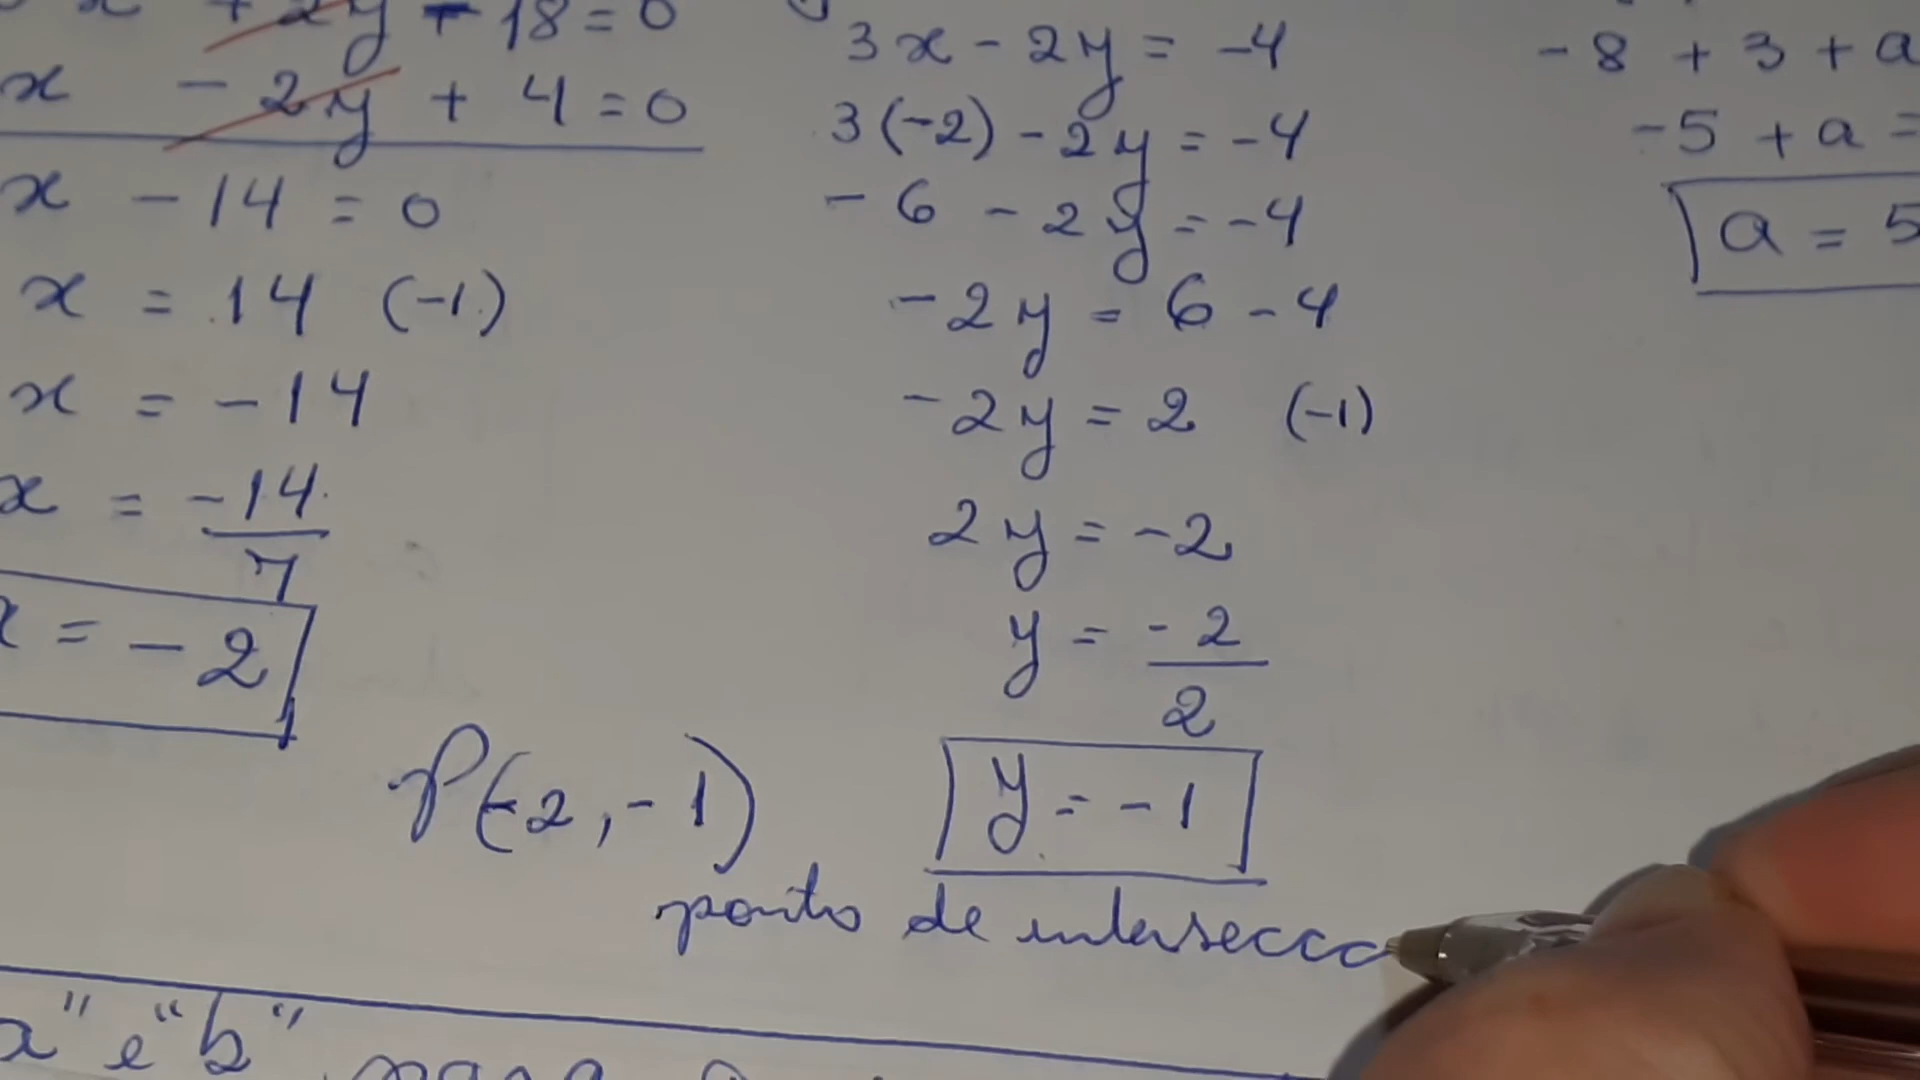 x + 2y + 18 = 0
x - 2y + 4 = 0
x - 14 = 0
x = 14 (-1)
x = -14
x = -14/7
x = -2
3x - 2y = -4
3(-2) - 2y = -4
-6 - 2y = -4
-2y = 6 - 4
-2y = 2 (-1)
2y = -2
y = -2/2
y = -1
P(-2, -1)
ponto de intersecca
-8 + 3 + a
-5 + a =
a = 5
a" e "b" para